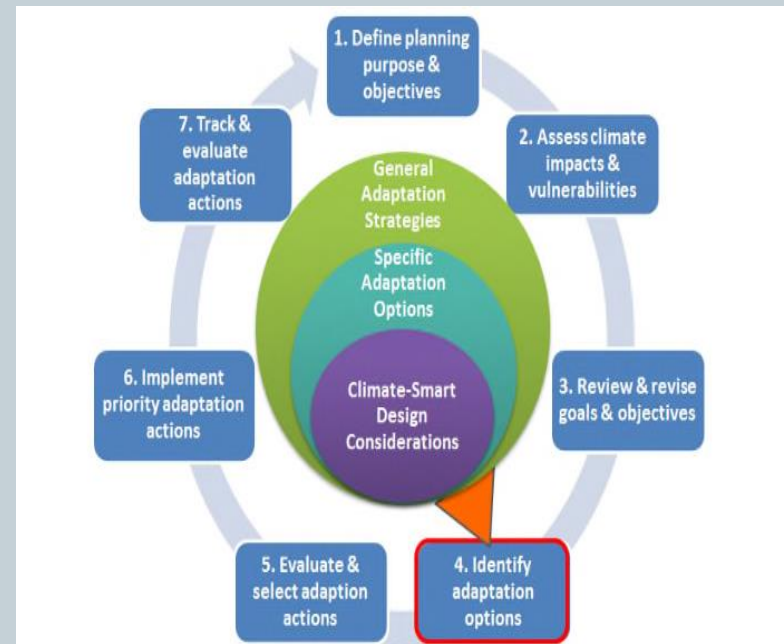 1. Define planning
purpose &
objectives
2. Assess climate
impacts &
vulnerabilities
3. Review & revise
goals & objectives
4. Identify
adaptation
options
5. Evaluate &
select adaption
actions
6. Implement
priority adaptation
actions
7. Track &
evaluate
adaptation
actions
General
Adaptation
Strategies
Specific
Adaptation
Options
Climate-Smart
Design
Considerations